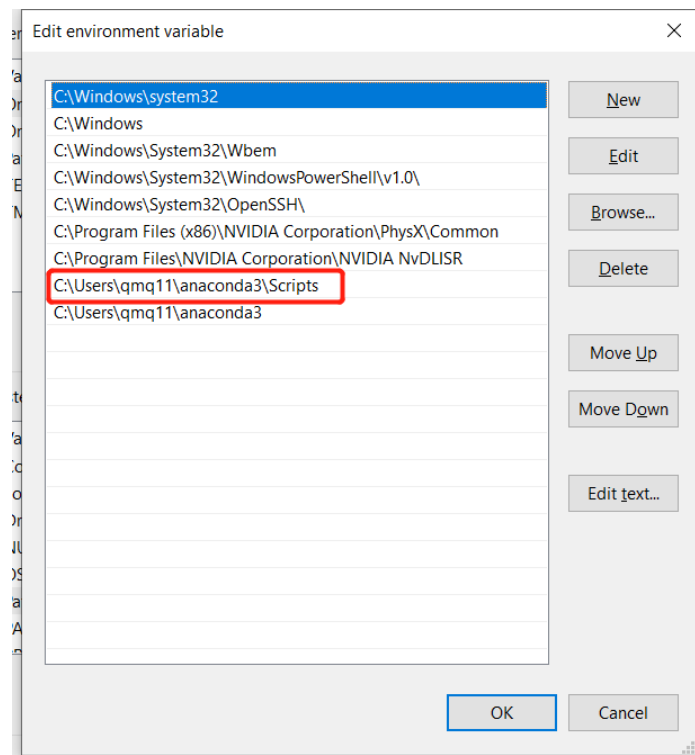 Edit environment variable
C:\Windows\system32
C:\Windows
C:\Windows\System32\Wbem
C:\Windows\System32\WindowsPowerShell\v1.0\
C:\Windows\System32\OpenSSH\
C:\Program Files (x86)\NVIDIA Corporation\PhysX\Common
C:\Program Files\NVIDIA Corporation\NVIDIA NvDLISR
C:\Users\qmq11\anaconda3\Scripts
C:\Users\qmq11\anaconda3
New
Edit
Browse...
Delete
Move Up
Move Down
Edit text...
OK
Cancel